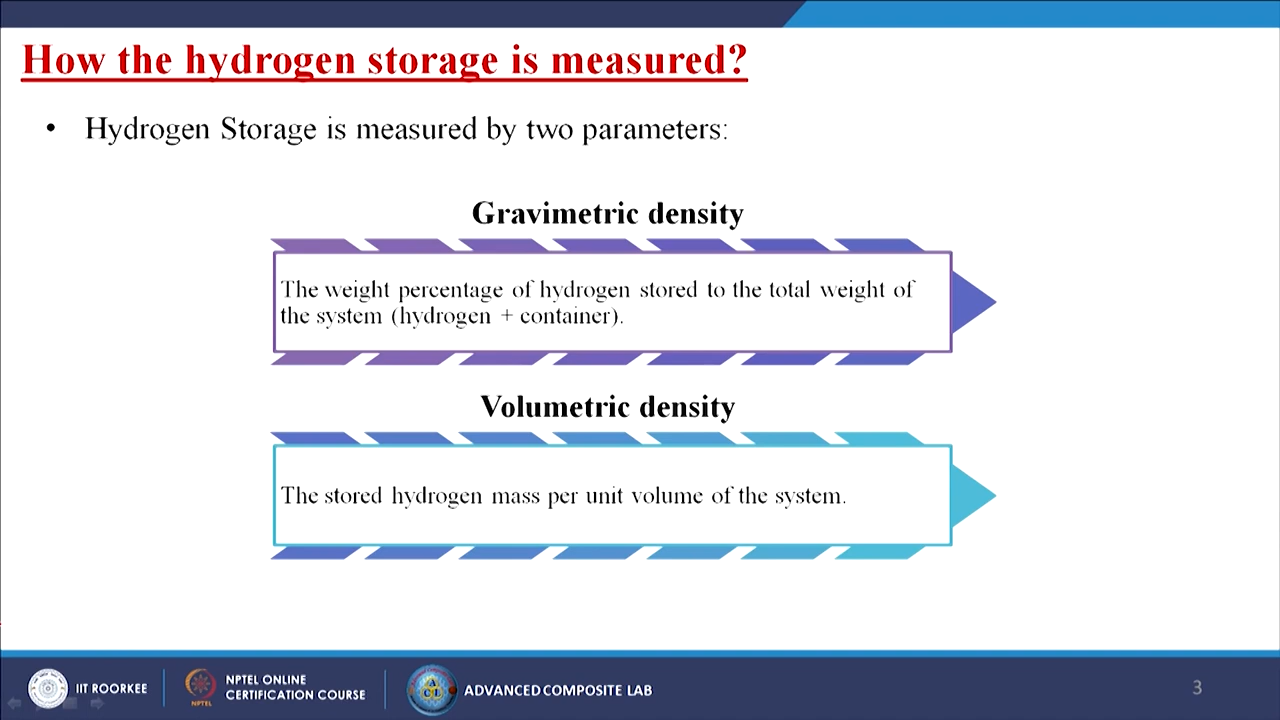 How the hydrogen storage is measured?
• Hydrogen Storage is measured by two parameters:
Gravimetric density
The weight percentage of hydrogen stored to the total weight of
the system (hydrogen + container).
Volumetric density
The stored hydrogen mass per unit volume of the system.
IIT ROORKEE
NPTEL
NPTEL ONLINE
CERTIFICATION COURSE
ACL
ADVANCED COMPOSITE LAB
3